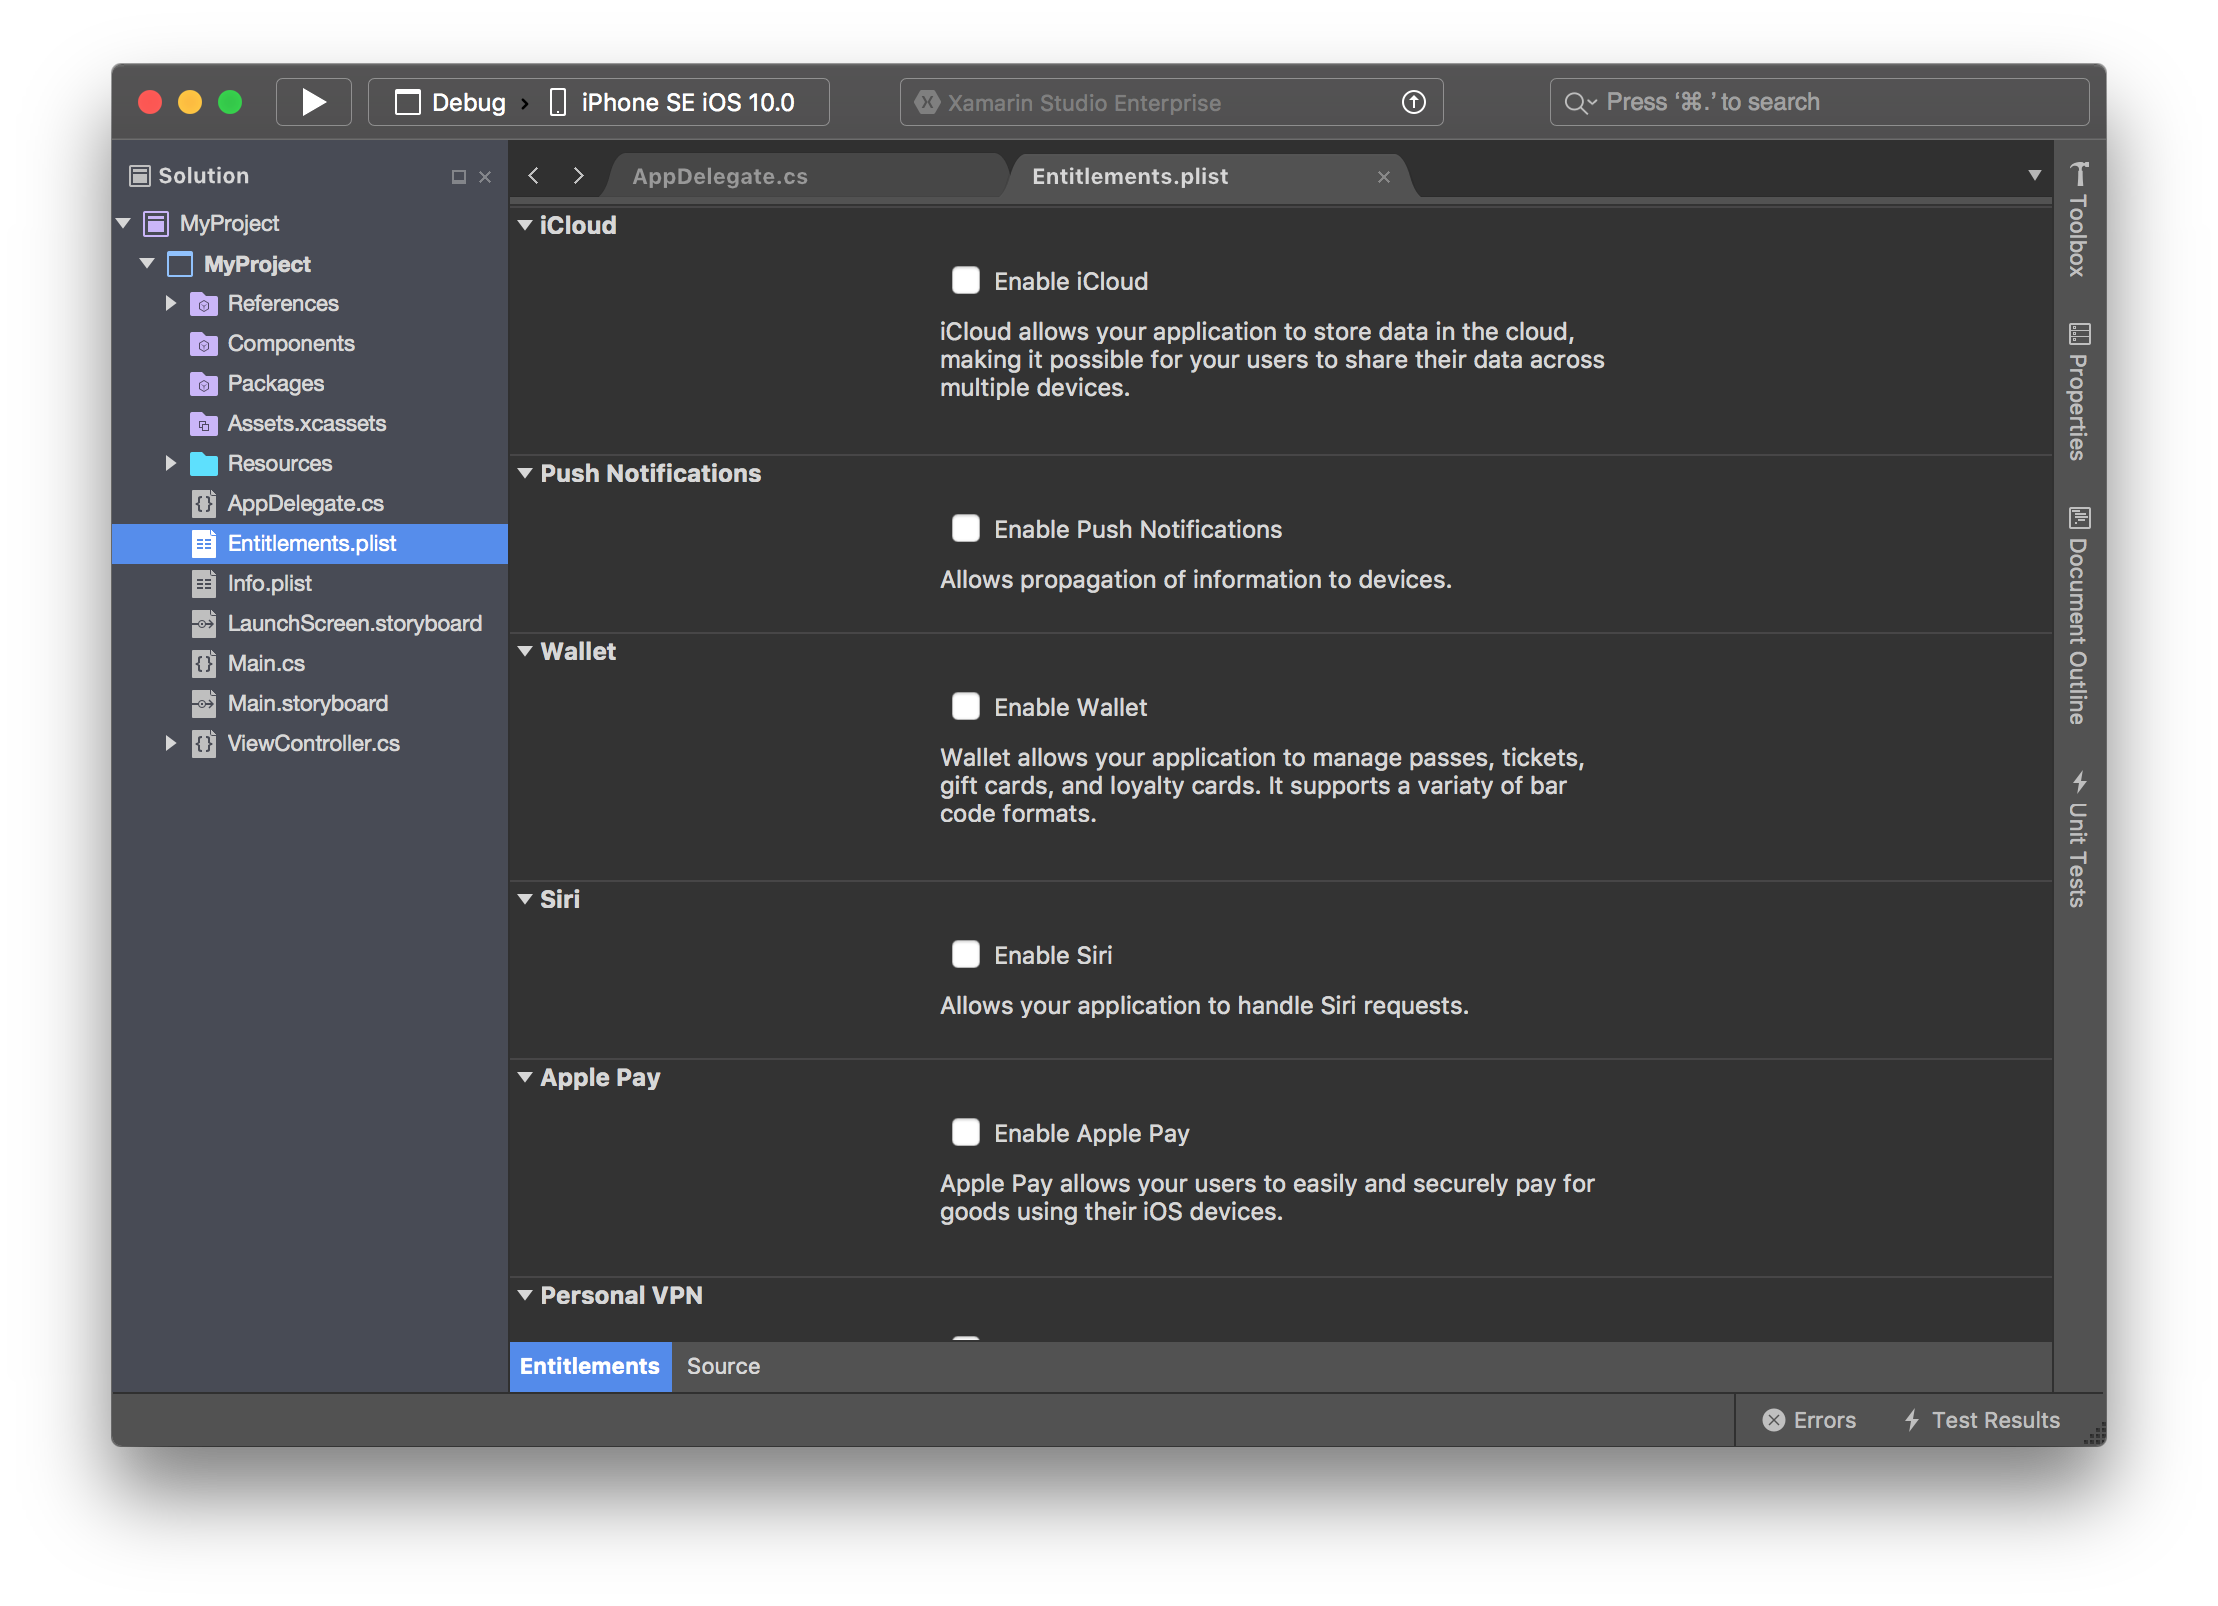 Debug
iPhone SE iOS 10.0
Xamarin Studio Enterprise
Press ‘⌘.’ to search
Solution
MyProject
MyProject
References
Components
Packages
Assets.xcassets
Resources
AppDelegate.cs
Entitlements.plist
Info.plist
LaunchScreen.storyboard
Main.cs
Main.storyboard
ViewController.cs
AppDelegate.cs
Entitlements.plist
iCloud
Enable iCloud
iCloud allows your application to store data in the cloud,
making it possible for your users to share their data across
multiple devices.
Push Notifications
Enable Push Notifications
Allows propagation of information to devices.
Wallet
Enable Wallet
Wallet allows your application to manage passes, tickets,
gift cards, and loyalty cards. It supports a variaty of bar
code formats.
Siri
Enable Siri
Allows your application to handle Siri requests.
Apple Pay
Enable Apple Pay
Apple Pay allows your users to easily and securely pay for
goods using their iOS devices.
Personal VPN
Entitlements
Source
Toolbox
Properties
Document Outline
Unit Tests
Errors
Test Results